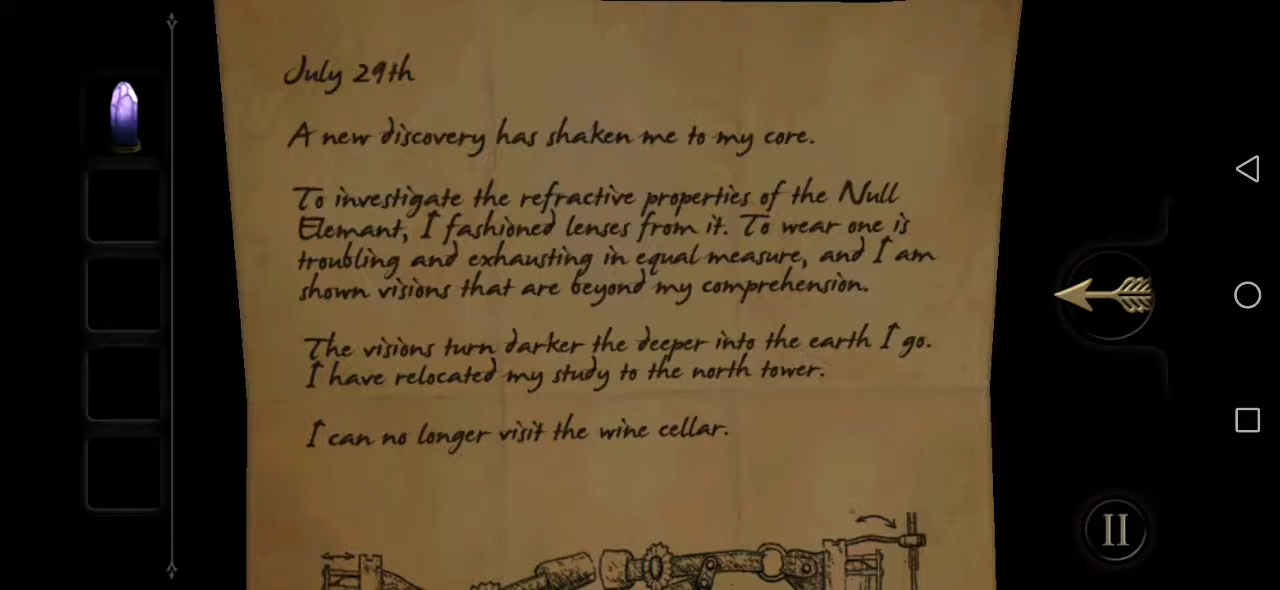 July 29th
A new discovery has shaken me to my core.
To investigate the refractive properties of the Null
Elemant, I fashioned lenses from it. To wear one is
troubling and exhausting in equal measure, and I am
shown visions that are beyond my comprehension.
The visions turn darker the deeper into the earth I go.
I have relocated my study to the north tower.
I can no longer visit the wine cellar.